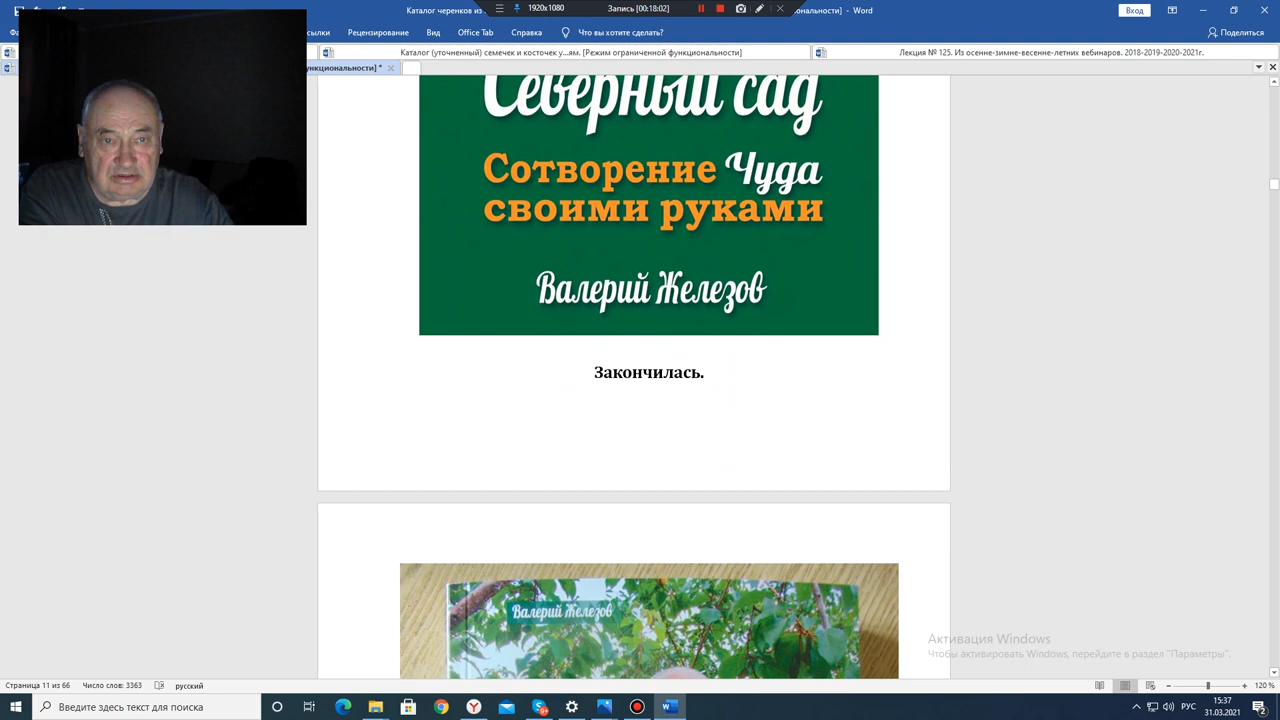 Каталог черенков из
1920x1080
Запись [00:18:02]
ональности] - Word
Вход
сылки
Рецензирование
Вид
Office Tab
Справка
Что вы хотите сделать?
Поделиться
Каталог (уточненный) семечек и косточек у...ям. [Режим ограниченной функциональности]
Лекция № 125. Из осенне-зимне-весенне-летних вебинаров. 2018-2019-2020-2021г.
нкциональности] *
Северный сад
Сотворение Чуда
своими руками
Валерий Железов
Закончилась.
Валерий Железов
Активация Windows
Чтобы активировать Windows, перейдите в раздел "Параметры".
Страница 11 из 66
Число слов: 3363
русский
120 %
Введите здесь текст для поиска
РУС
15:37
31.03.2021
2